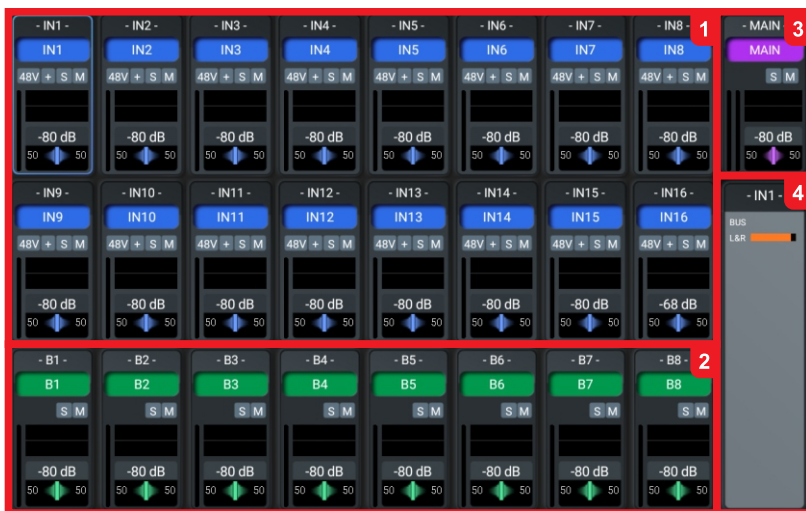 - IN1 - - IN2 - - IN3 - - IN4 - - IN5 - - IN6 - - IN7 - - IN8 - 1 - MAIN - 3
IN1 IN2 IN3 IN4 IN5 IN6 IN7 IN8 MAIN
48V + S M 48V + S M 48V + S M 48V + S M 48V + S M 48V + S M 48V + S M 48V + S M S M
-80 dB -80 dB -80 dB -80 dB -80 dB -80 dB -80 dB -80 dB -80 dB
50 50 50 50 50 50 50 50 50 50 50 50 50 50 50 50 50 50
- IN9 - - IN10 - - IN11 - - IN12 - - IN13 - - IN14 - - IN15 - - IN16 - - IN1 - 4
IN9 IN10 IN11 IN12 IN13 IN14 IN15 IN16
BUS
48V + S M 48V + S M 48V + S M 48V + S M 48V + S M 48V + S M 48V + S M 48V + S M L&R
-80 dB -80 dB -80 dB -80 dB -80 dB -80 dB -80 dB -68 dB
50 50 50 50 50 50 50 50 50 50 50 50 50 50 50 50
- B1 - - B2 - - B3 - - B4 - - B5 - - B6 - - B7 - - B8 - 2
B1 B2 B3 B4 B5 B6 B7 B8
S M S M S M S M S M S M S M S M
-80 dB -80 dB -80 dB -80 dB -80 dB -80 dB -80 dB -80 dB
50 50 50 50 50 50 50 50 50 50 50 50 50 50 50 50